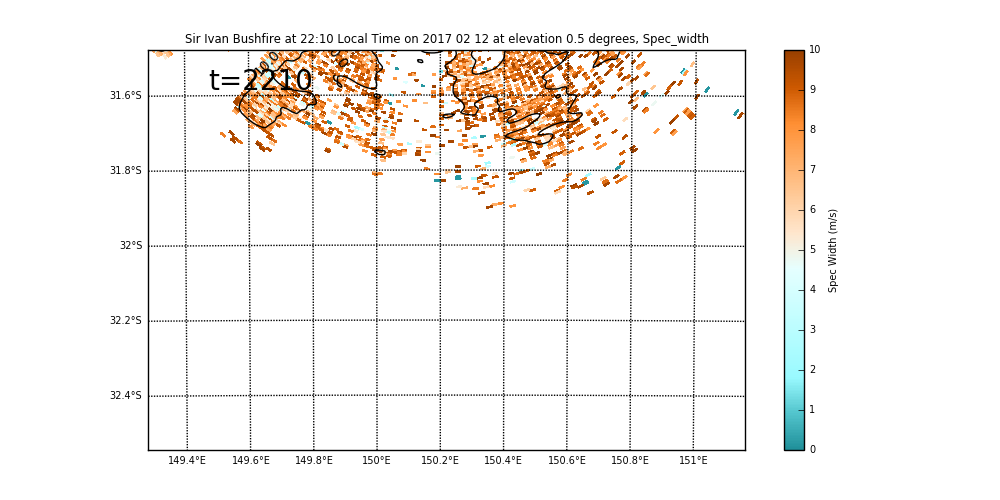 Sir Ivan Bushfire at 22:10 Local Time on 2017 02 12 at elevation 0.5 degrees, Spec_width
t=2210
31.6°S
31.8°S
32°S
32.2°S
32.4°S
149.4°E 149.6°E 149.8°E 150°E 150.2°E 150.4°E 150.6°E 150.8°E 151°E
10
9
8
7
6
5
4
3
2
1
0
Spec Width (m/s)